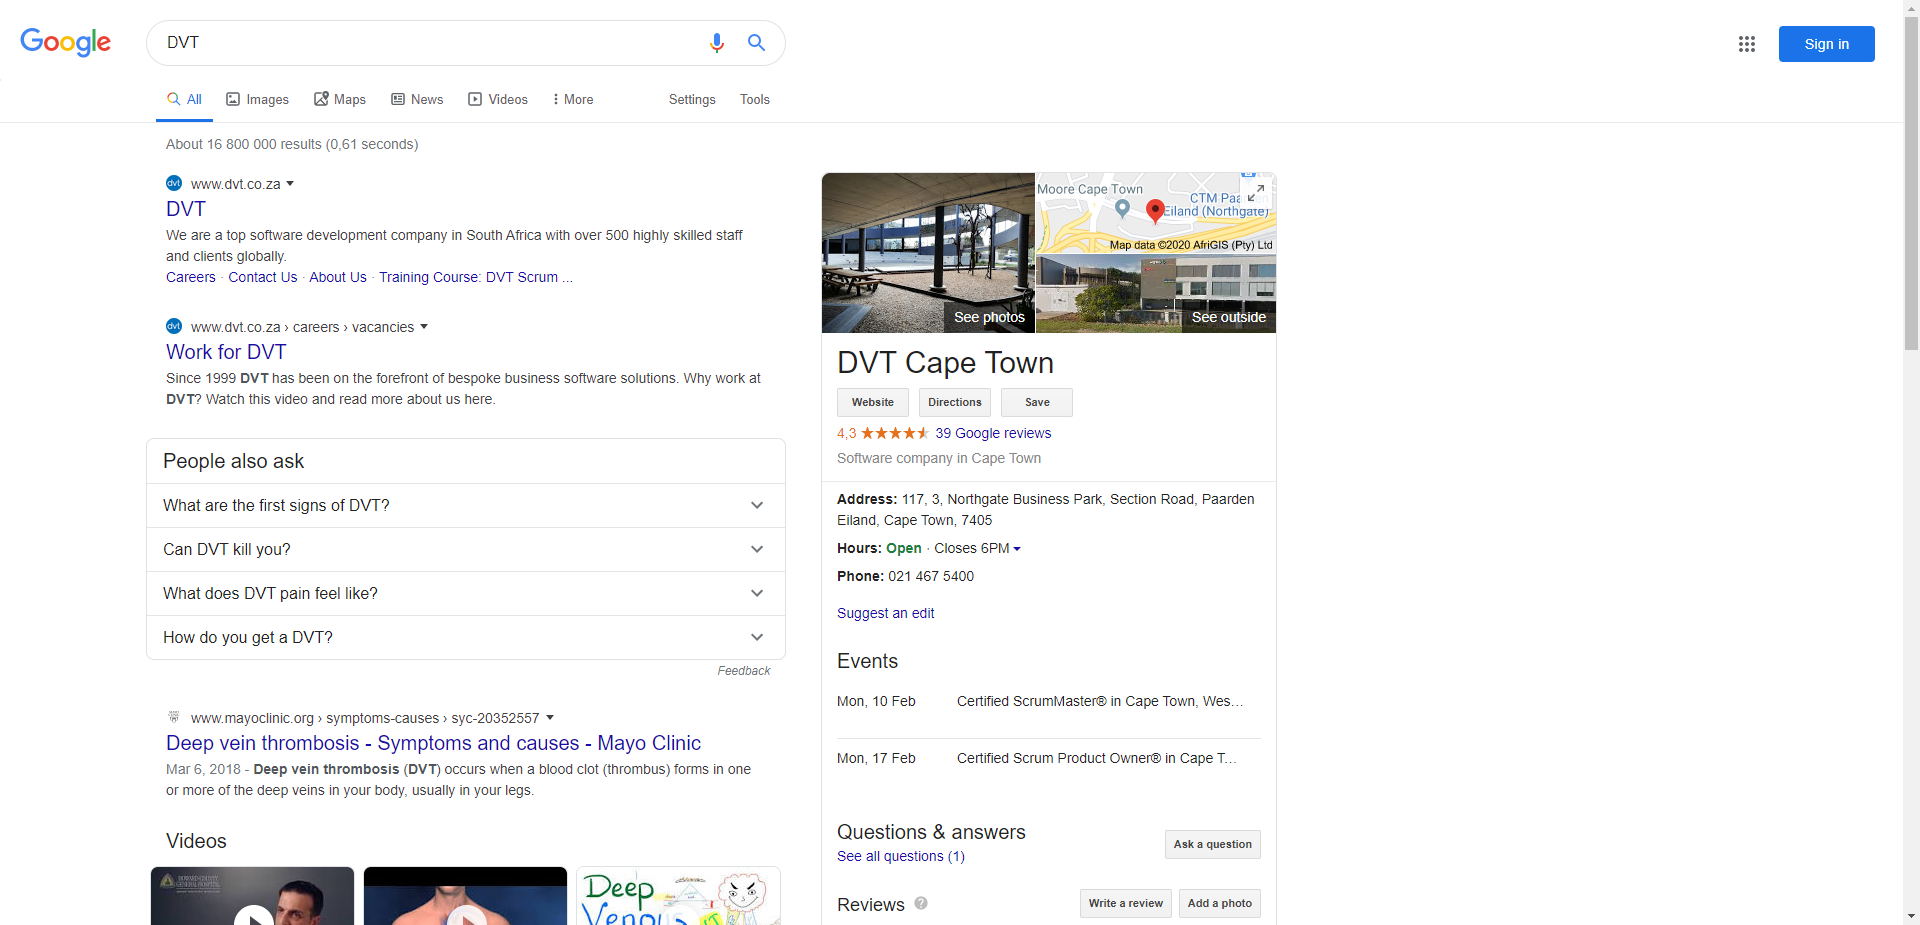 Google
DVT
Sign in
All
Images
Maps
News
Videos
More
Settings
Tools
About 16 800 000 results (0,61 seconds)
dvt www.dvt.co.za
DVT
We are a top software development company in South Africa with over 500 highly skilled staff
and clients globally.
Careers · Contact Us · About Us · Training Course: DVT Scrum ...
dvt www.dvt.co.za › careers › vacancies
Work for DVT
Since 1999 DVT has been on the forefront of bespoke business software solutions. Why work at
DVT? Watch this video and read more about us here.
People also ask
What are the first signs of DVT?
Can DVT kill you?
What does DVT pain feel like?
How do you get a DVT?
Feedback
www.mayoclinic.org › symptoms-causes › syc-20352557
Deep vein thrombosis - Symptoms and causes - Mayo Clinic
Mar 6, 2018 - Deep vein thrombosis (DVT) occurs when a blood clot (thrombus) forms in one
or more of the deep veins in your body, usually in your legs.
Videos
HOWARD COUNTY
GENERAL HOSPITAL
Deep
Venous
See photos
Moore Cape Town
CTM Paa
Eiland (Northgate)
Map data ©2020 AfriGIS (Pty) Ltd
See outside
DVT Cape Town
Website
Directions
Save
4,3 39 Google reviews
Software company in Cape Town
Address: 117, 3, Northgate Business Park, Section Road, Paarden
Eiland, Cape Town, 7405
Hours: Open · Closes 6PM
Phone: 021 467 5400
Suggest an edit
Events
Mon, 10 Feb Certified ScrumMaster® in Cape Town, Wes…
Mon, 17 Feb Certified Scrum Product Owner® in Cape T…
Questions & answers
See all questions (1)
Ask a question
Reviews ?
Write a review
Add a photo